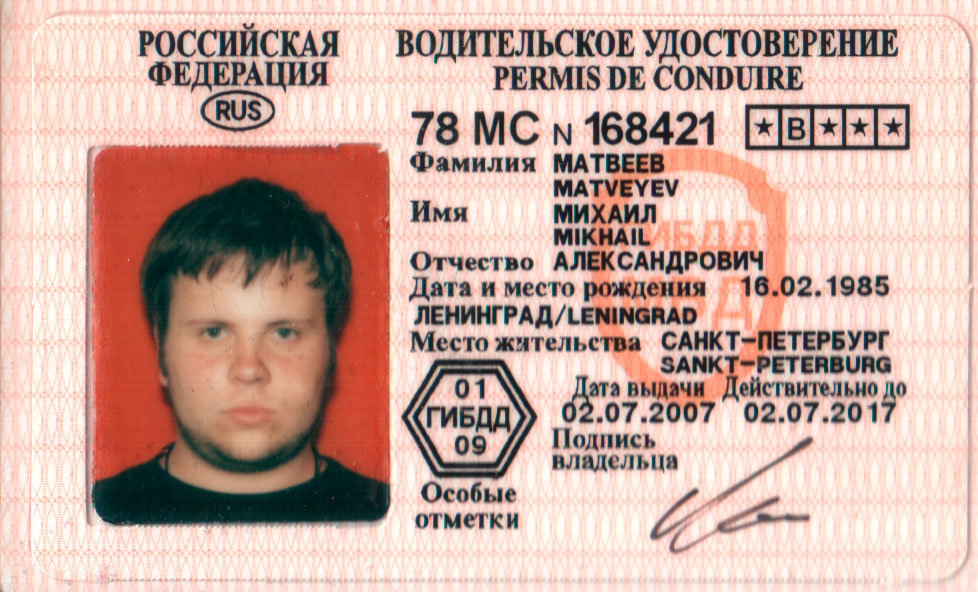 РОССИЙСКАЯ
ФЕДЕРАЦИЯ
RUS
ВОДИТЕЛЬСКОЕ УДОСТОВЕРЕНИЕ
PERMIS DE CONDUIRE
78 МС N 168421 ★ B ★ ★ ★
Фамилия МАТВЕЕВ
MATVEYEV
Имя МИХАИЛ
MIKHAIL
Отчество АЛЕКСАНДРОВИЧ
Дата и место рождения 16.02.1985
ЛЕНИНГРАД/LENINGRAD
Место жительства САНКТ-ПЕТЕРБУРГ
SANKT-PETERBURG
Дата выдачи Действительно до
02.07.2007 02.07.2017
01
ГИБДД
09
Подпись
владельца
Особые
отметки